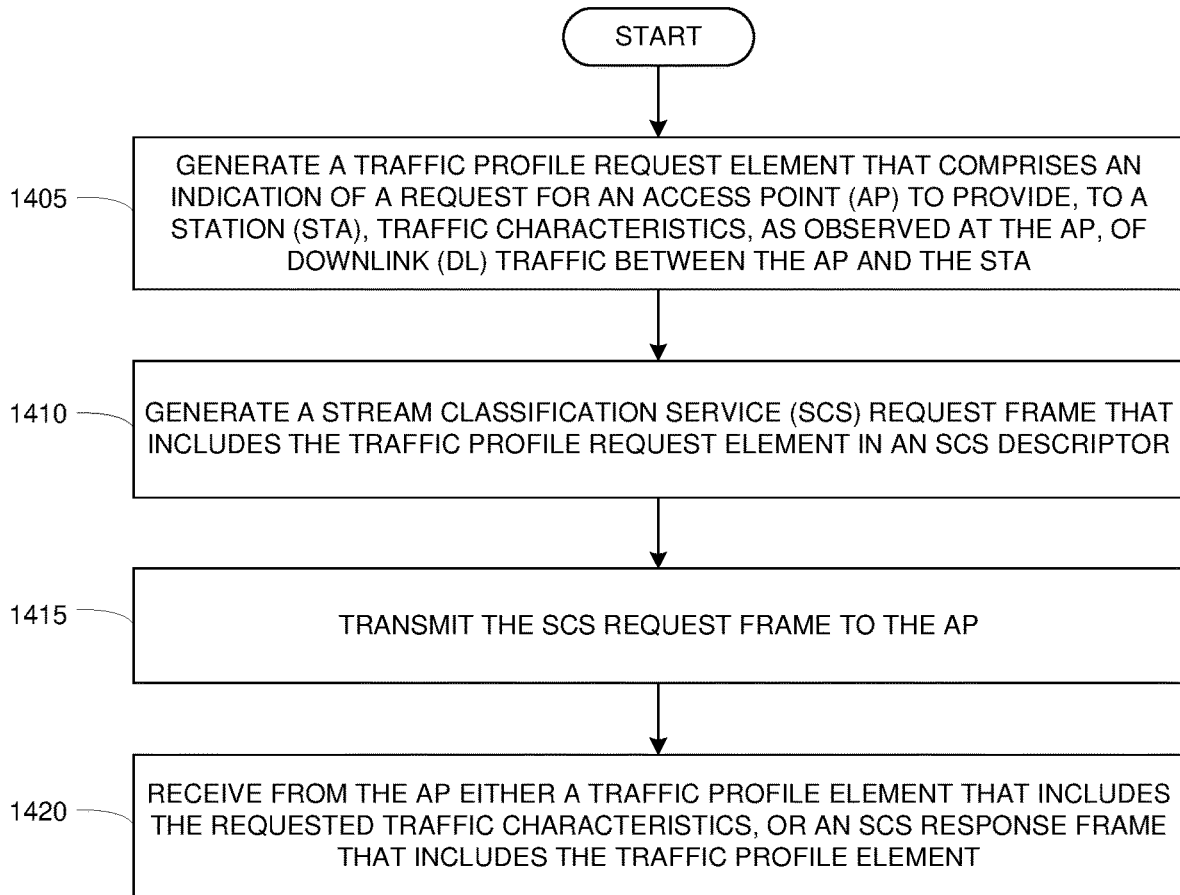 START
1405
GENERATE A TRAFFIC PROFILE REQUEST ELEMENT THAT COMPRISES AN
INDICATION OF A REQUEST FOR AN ACCESS POINT (AP) TO PROVIDE, TO A
STATION (STA), TRAFFIC CHARACTERISTICS, AS OBSERVED AT THE AP, OF
DOWNLINK (DL) TRAFFIC BETWEEN THE AP AND THE STA
1410
GENERATE A STREAM CLASSIFICATION SERVICE (SCS) REQUEST FRAME THAT
INCLUDES THE TRAFFIC PROFILE REQUEST ELEMENT IN AN SCS DESCRIPTOR
1415
TRANSMIT THE SCS REQUEST FRAME TO THE AP
1420
RECEIVE FROM THE AP EITHER A TRAFFIC PROFILE ELEMENT THAT INCLUDES
THE REQUESTED TRAFFIC CHARACTERISTICS, OR AN SCS RESPONSE FRAME
THAT INCLUDES THE TRAFFIC PROFILE ELEMENT